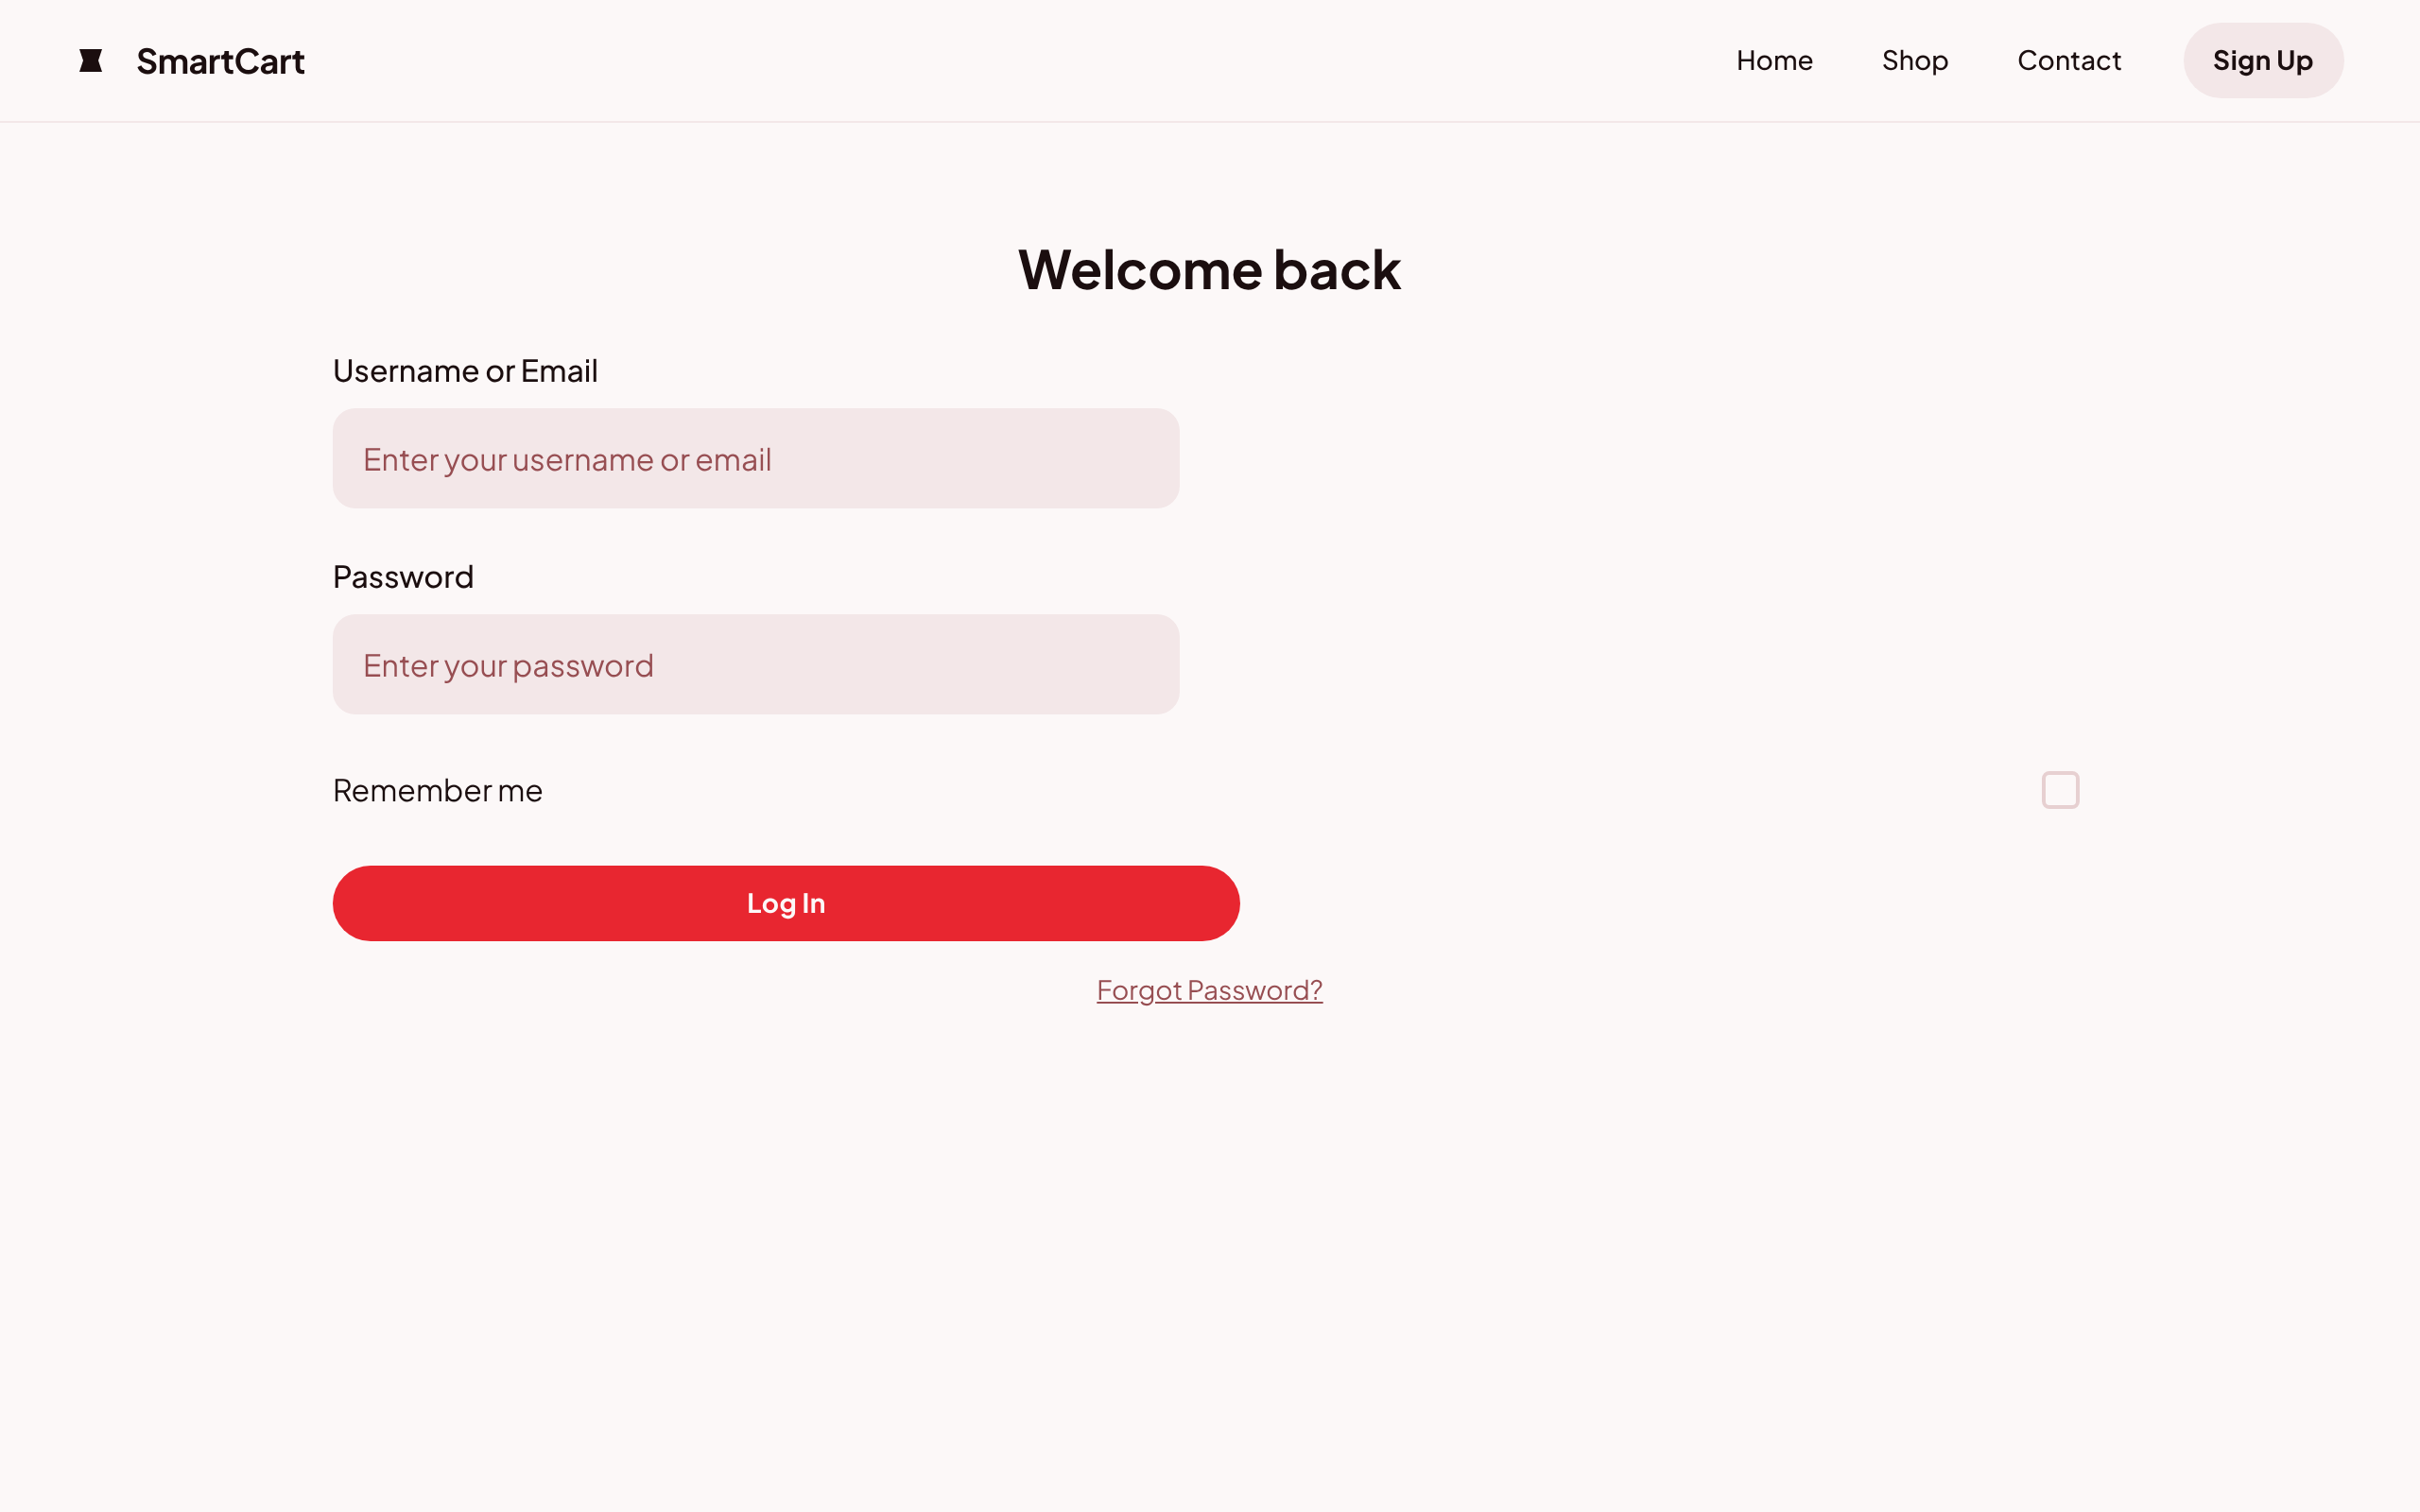 SmartCart
Home Shop Contact Sign Up
Welcome back
Username or Email
Enter your username or email
Password
Enter your password
Remember me
Log In
Forgot Password?